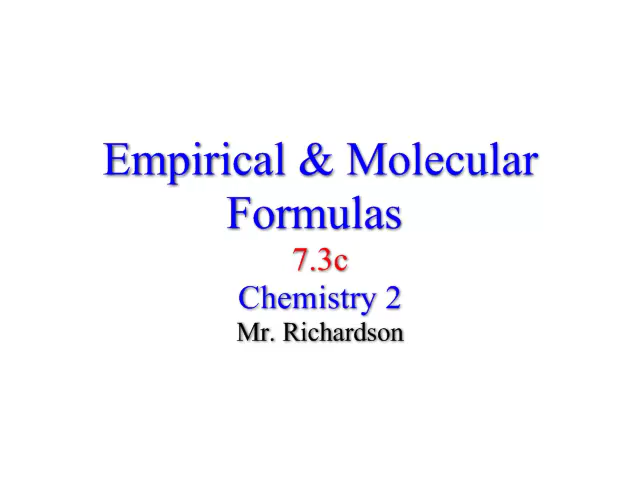 Empirical & Molecular
Formulas
7.3c
Chemistry 2
Mr. Richardson